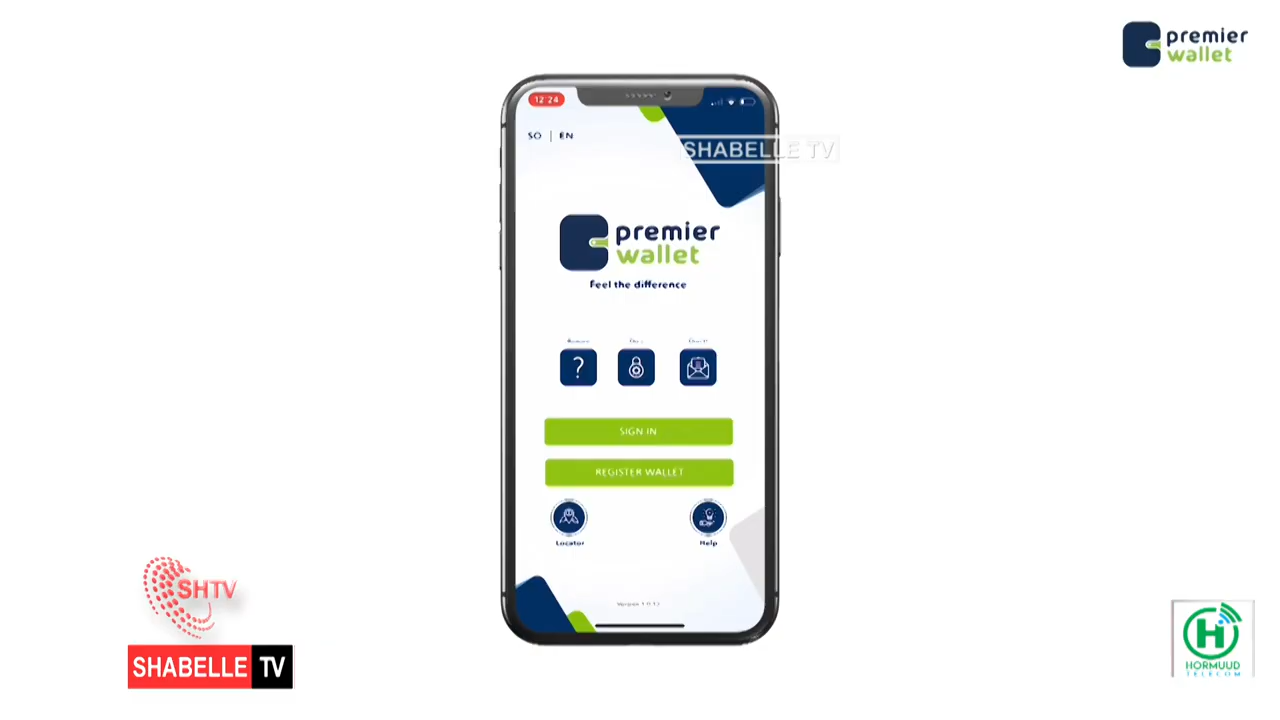 premier
wallet
12:24
SO | EN
SHABELLE TV
premier
wallet
Feel the difference
?
SIGN IN
REGISTER WALLET
Locator
Help
SHTV
SHABELLE TV
H
HORMUUD
TELECOM